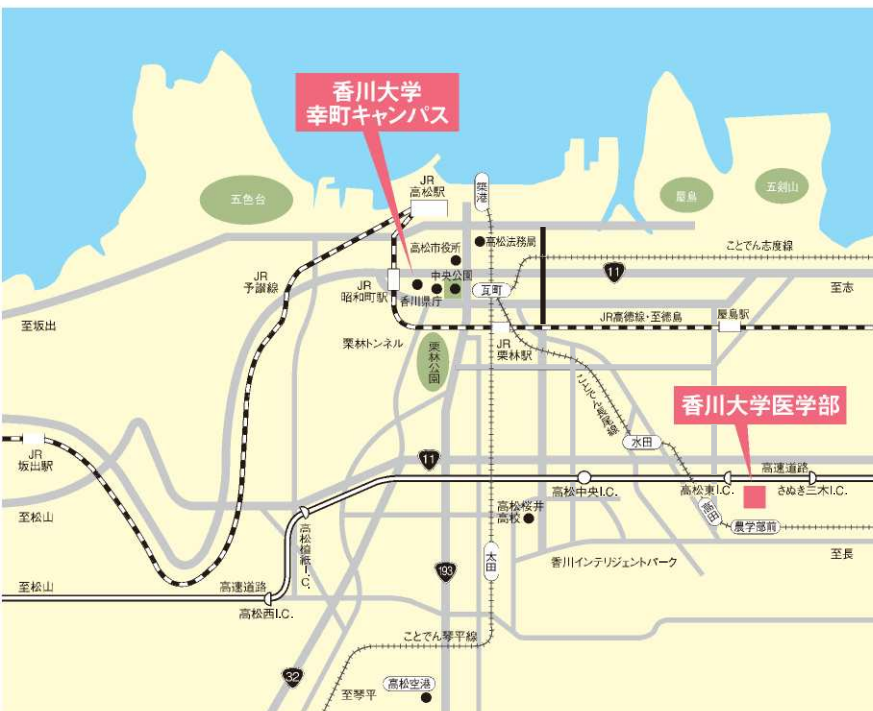 香川大学
幸町キャンパス
JR
高松駅
築港
五色台
屋島
五剣山
高松市役所
高松法務局
ことでん志度線
11
JR
予讃線
JR
昭和町駅
中央公園
香川県庁
瓦町
至志
至坂出
JR高徳線・至徳島
屋島駅
栗林トンネル
栗林公園
JR
栗林駅
ことでん長尾線
香川大学医学部
水田
JR
坂出駅
11
高速道路
高松中央I.C.
高松東I.C.
さぬき三木I.C.
至松山
高松檀紙I.C.
高松桜井
高校
高田
農学部前
太田
香川インテリジェントパーク
至長
至松山
高速道路
高松西I.C.
193
ことでん琴平線
32
至琴平
高松空港